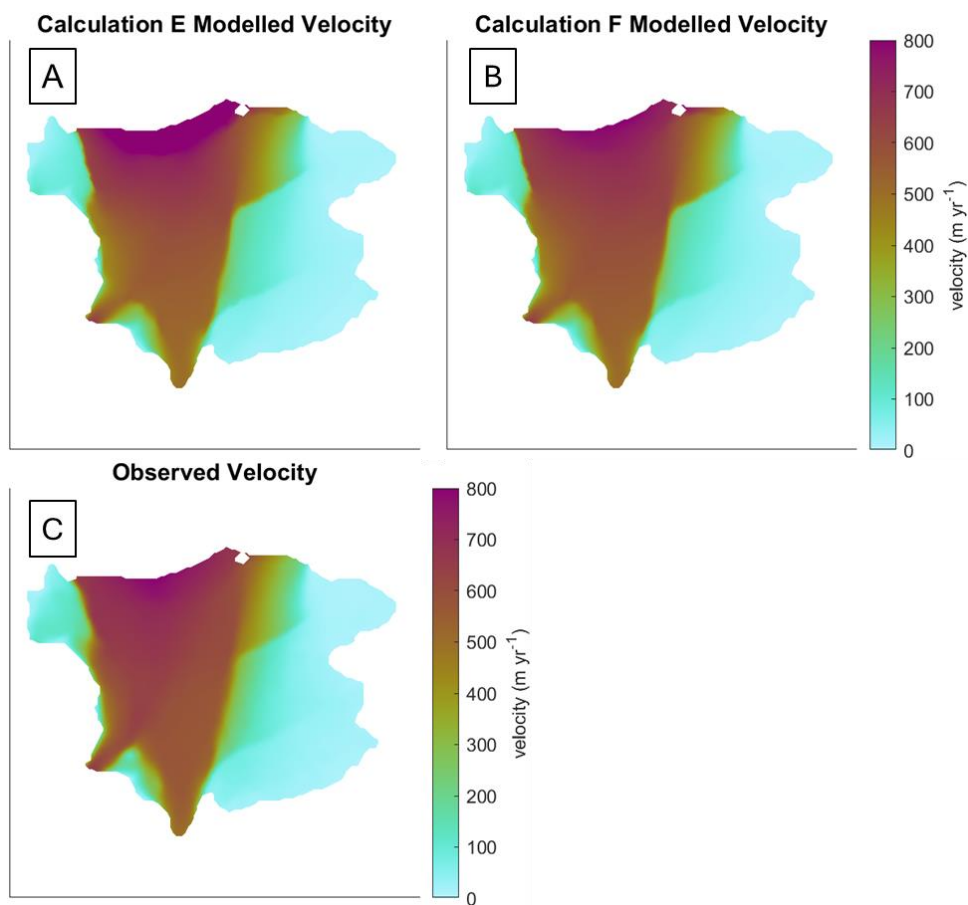 Calculation E Modelled Velocity
Calculation F Modelled Velocity
A
B
800
700
600
500
400
300
200
100
0
velocity (m yr⁻¹)
Observed Velocity
C
800
700
600
500
400
300
200
100
0
velocity (m yr⁻¹)